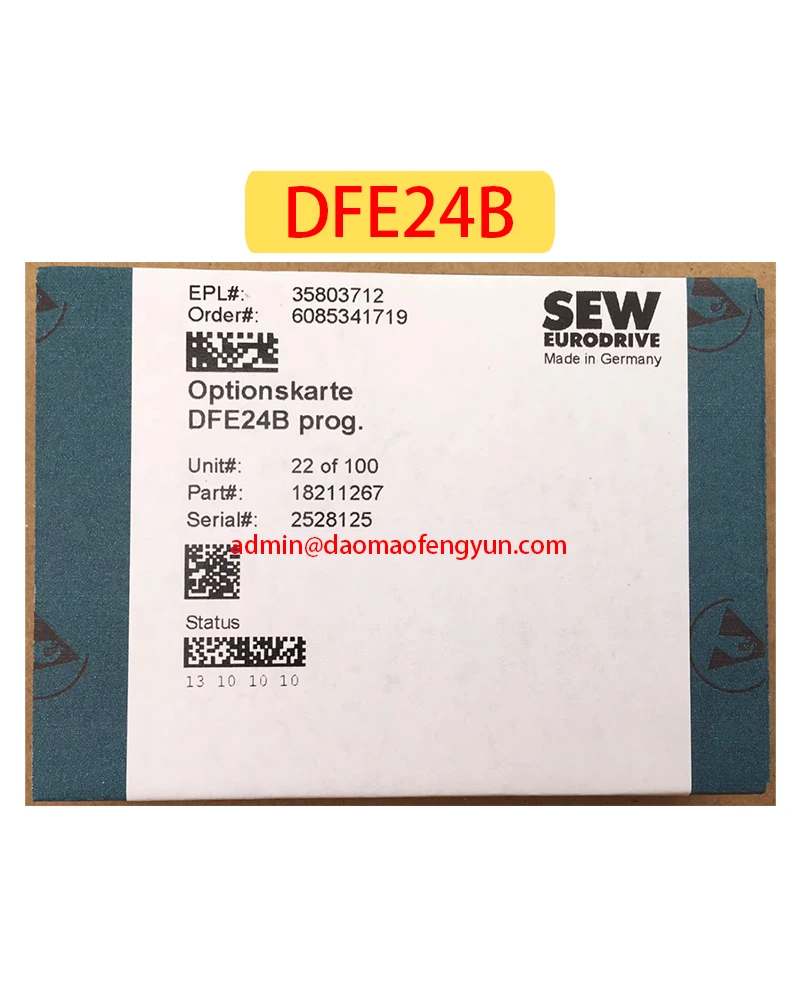 DFE24B
EPL#: 35803712
Order#: 6085341719
SEW
EURODRIVE
Made in Germany
Optionskarte
DFE24B prog.
Unit#: 22 of 100
Part#: 18211267
Serial#: 2528125
admin@daomaofengyun.com
Status
13 10 10 10